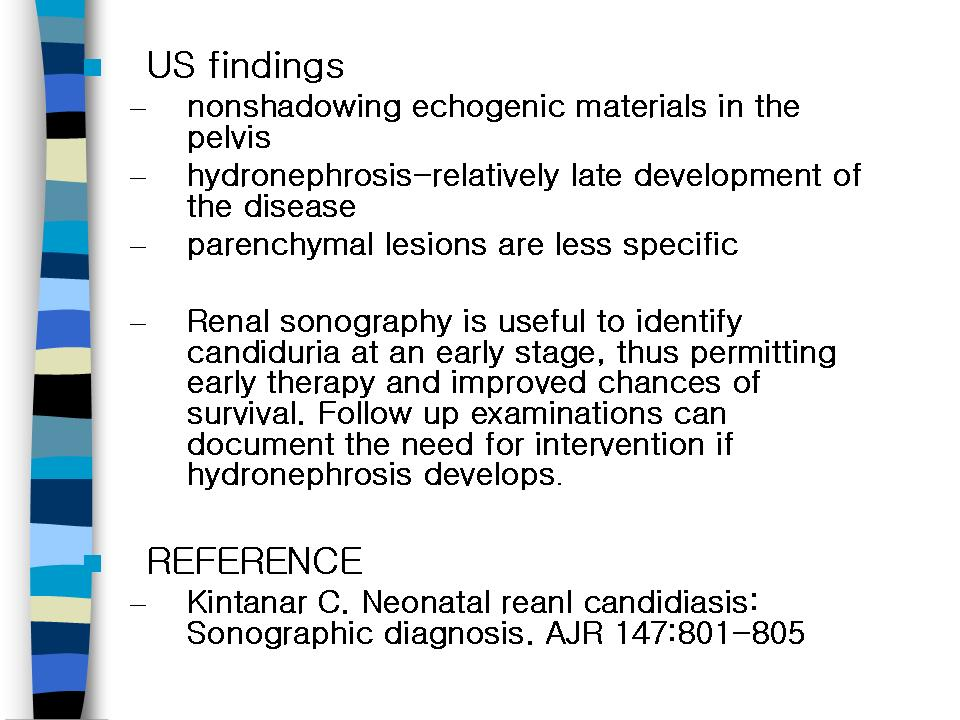 US findings
– nonshadowing echogenic materials in the
pelvis
– hydronephrosis-relatively late development of
the disease
– parenchymal lesions are less specific
– Renal sonography is useful to identify
candiduria at an early stage, thus permitting
early therapy and improved chances of
survival. Follow up examinations can
document the need for intervention if
hydronephrosis develops.
REFERENCE
– Kintanar C. Neonatal reanl candidiasis:
Sonographic diagnosis. AJR 147:801-805